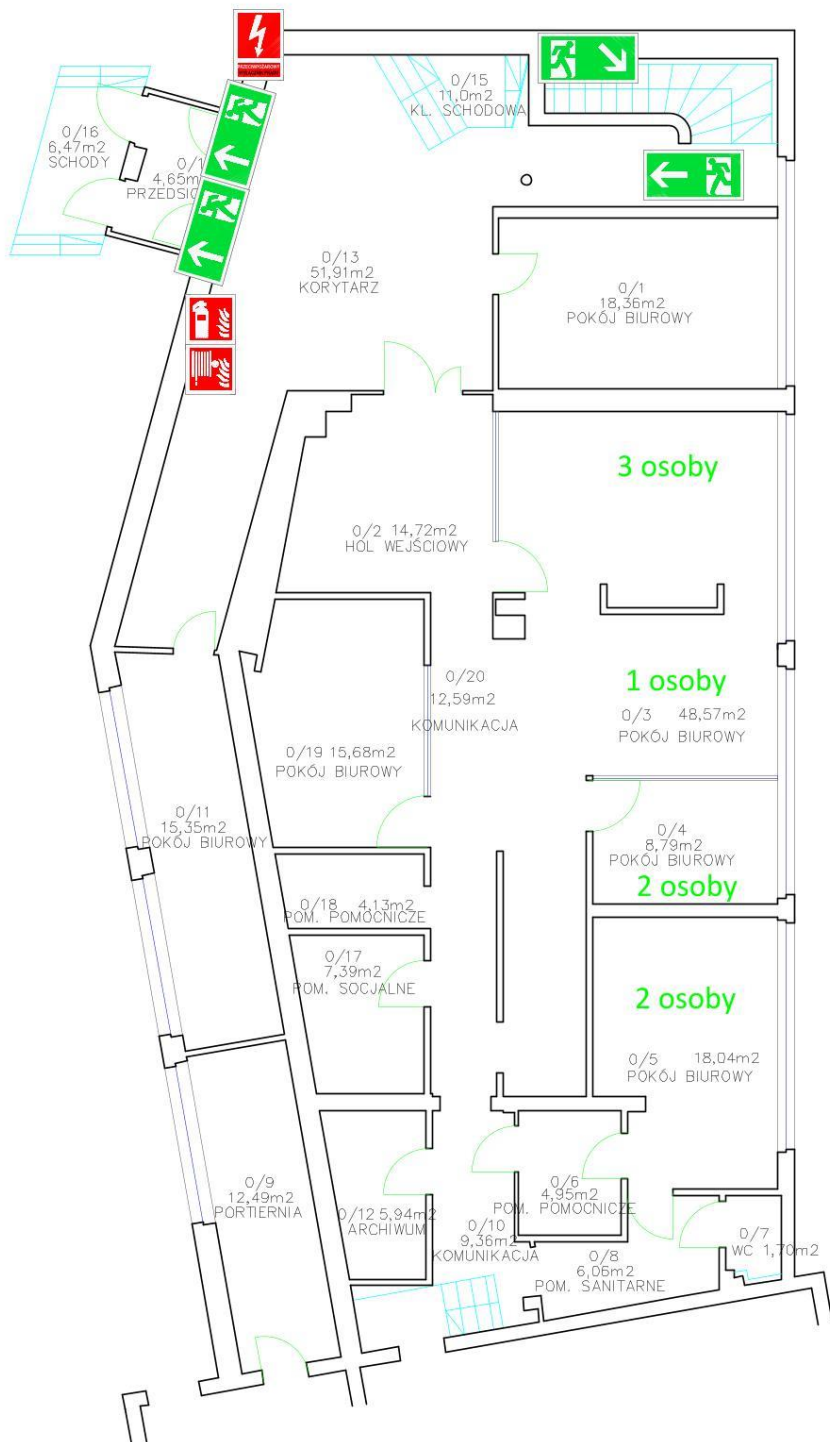 0/15
11,0m2
KL. SCHODOWA
0/16
6,47m2
SCHODY
0/1
4,65m
PRZEDSIO
0/13
51,91m2
KORYTARZ
0/1
18,36m2
POKÓJ BIUROWY
3 osoby
0/2 14,72m2
HOL WEJŚCIOWY
0/20
12,59m2
KOMUNIKACJA
1 osoby
0/3 48,57m2
POKÓJ BIUROWY
0/19 15,68m2
POKÓJ BIUROWY
0/11
15,35m2
POKÓJ BIUROWY
0/4
8,79m2
POKÓJ BIUROWY
2 osoby
0/18 4,13m2
POM. POMOCNICZE
0/17
7,39m2
POM. SOCJALNE
2 osoby
0/5 18,04m2
POKÓJ BIUROWY
0/9
12,49m2
PORTIERNIA
0/12 5,94m2
ARCHIWUM
0/10
9,36m2
KOMUNIKACJA
0/6
4,95m2
POM. POMOCNICZE
0/7
WC 1,70m2
0/8
6,06m2
POM. SANITARNE